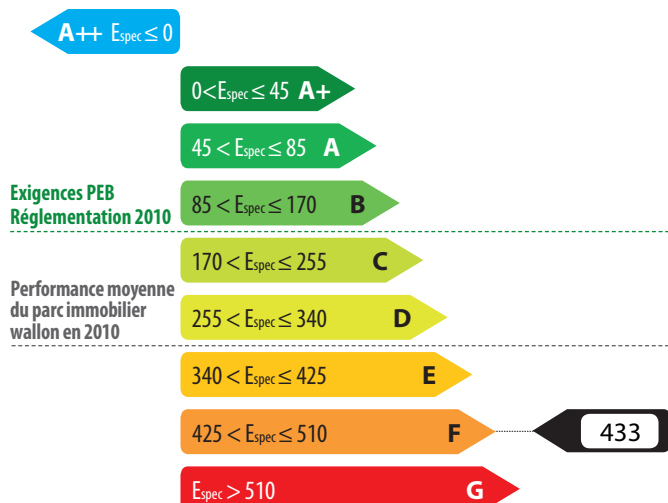 A++ Espec ≤ 0
0<Espec ≤ 45 A+
45 < Espec ≤ 85 A
Exigences PEB
Réglementation 2010
85 < Espec ≤ 170 B
170 < Espec ≤ 255 C
Performance moyenne
du parc immobilier
wallon en 2010
255 < Espec ≤ 340 D
340 < Espec ≤ 425 E
425 < Espec ≤ 510 F
433
Espec > 510 G